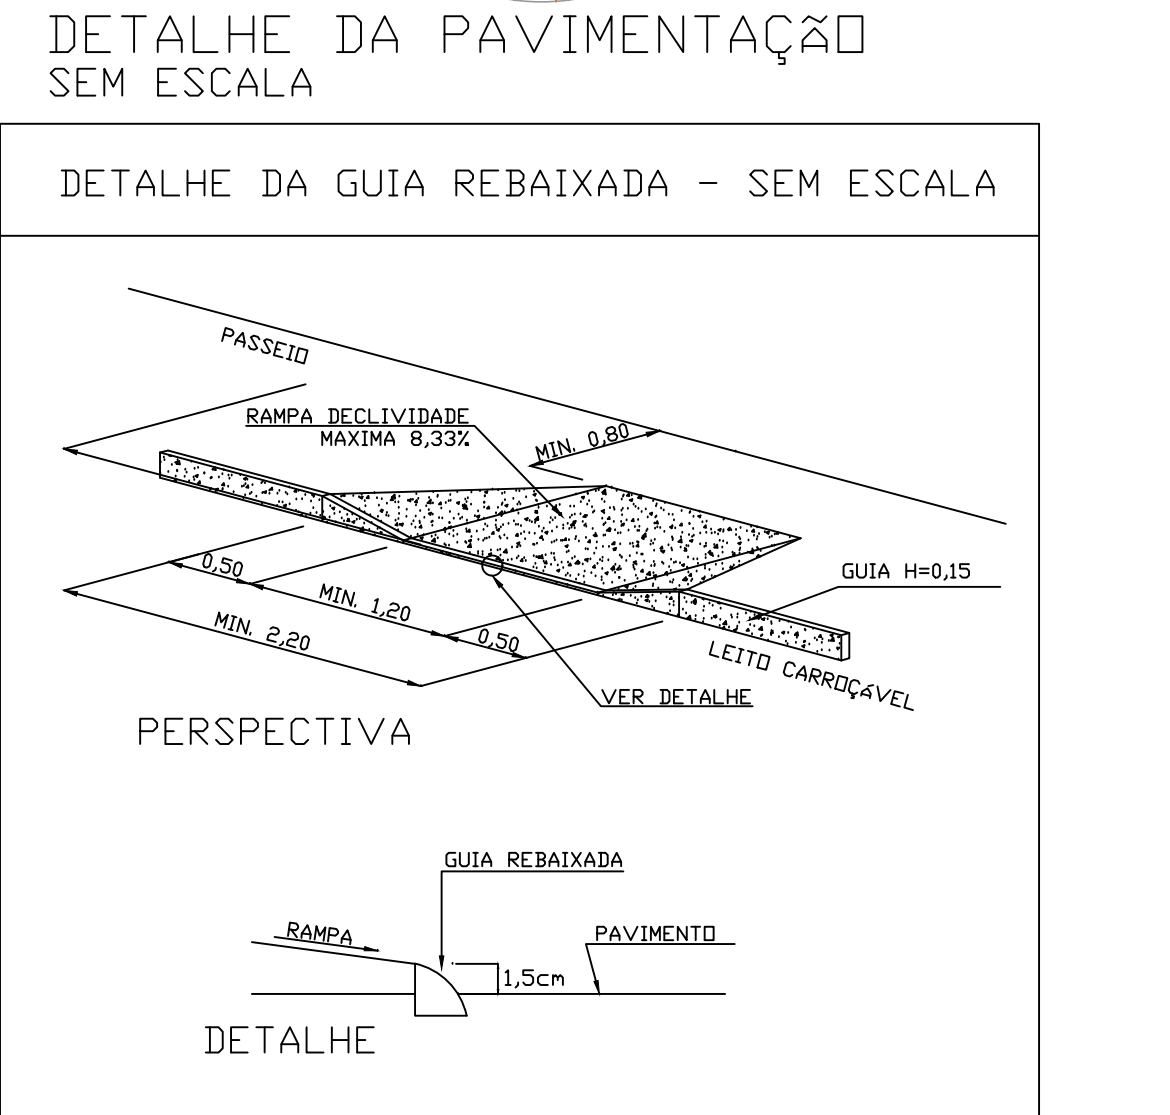 DETALHE DA PAVIMENTAÇÃO
SEM ESCALA
DETALHE DA GUIA REBAIXADA - SEM ESCALA
PASSEIO
RAMPA DECLIVIDADE
MAXIMA 8,33%
MIN. 0,80
0,50
MIN. 1,20
0,50
MIN. 2,20
GUIA H=0,15
LEITO CARROÇÁVEL
VER DETALHE
PERSPECTIVA
GUIA REBAIXADA
RAMPA
PAVIMENTO
1,5cm
DETALHE